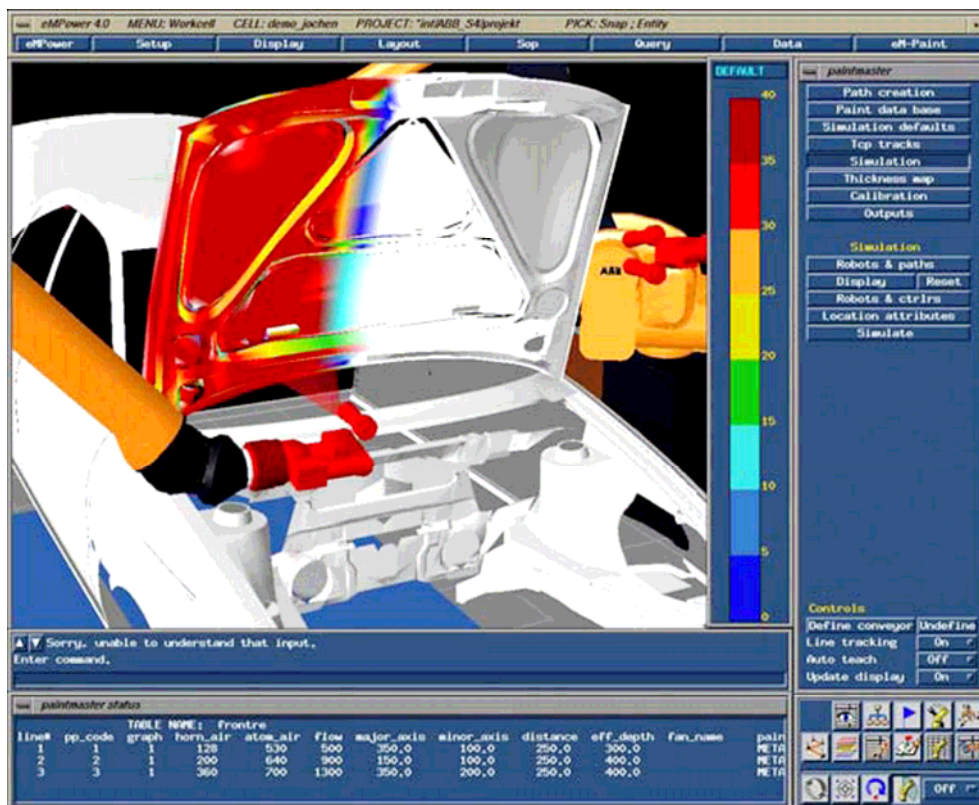 eMPower 4.0 MENU: Workcell CELL: demo_jochen PROJECT: "int/ABB_S4/projekt PICK: Snap ; Entity
eMPower Setup Display Layout Sop Query Data eM-Paint
DEFAULT
40
35
30
25
20
15
10
5
0
ABB
paintmaster
Path creation
Paint data base
Simulation defaults
Tcp tracks
Simulation
Thickness map
Calibration
Outputs
Simulation
Robots & paths
Display Reset
Robots & ctrlrs
Location attributes
Simulate
Controls
Define conveyor Undefine
Line tracking On
Auto teach Off
Update display On
Off
Sorry, unable to understand that input.
Enter command.
paintmaster status
TABLE NAME: frontre
line# pp_code graph horn_air atom_air flow major_axis minor_axis distance eff_depth fan_name pain
1 1 1 128 530 500 350.0 100.0 250.0 300.0 META
2 2 1 200 640 900 150.0 100.0 250.0 400.0 META
3 3 1 360 700 1300 350.0 200.0 250.0 400.0 META